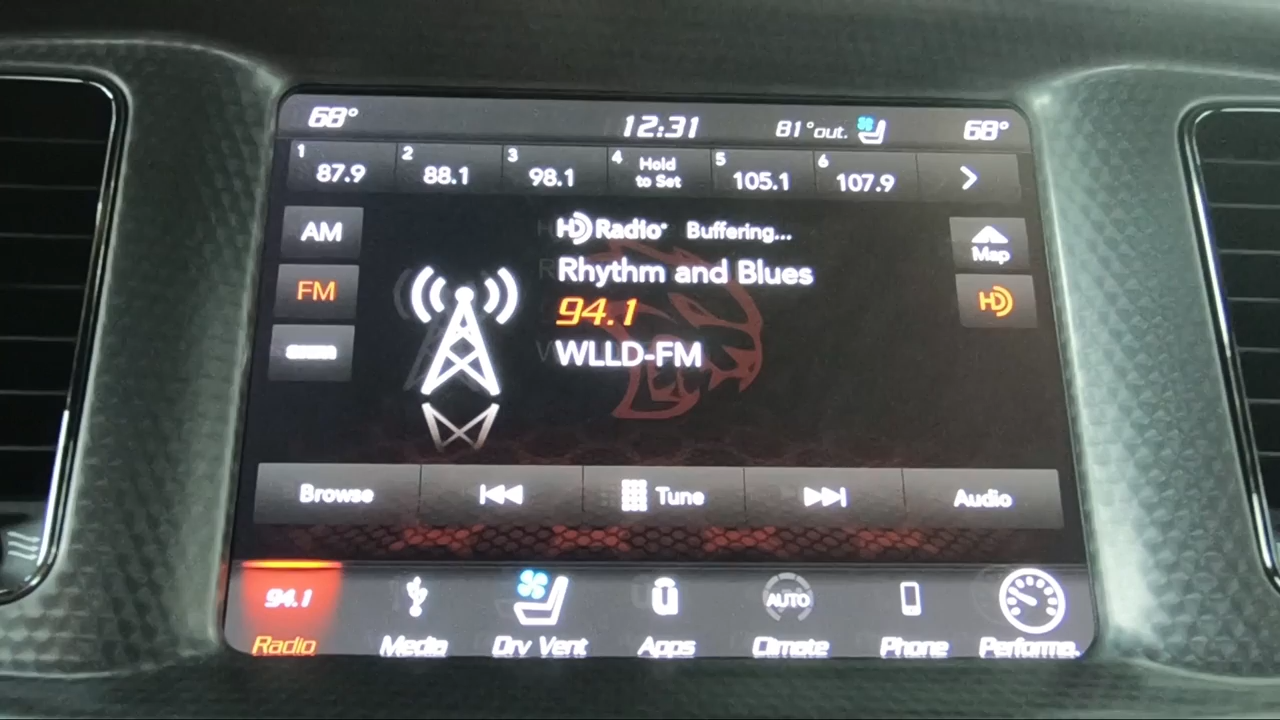 68° 12:31 81°out. 68°
1 87.9 2 88.1 3 98.1 4 Hold to Set 5 105.1 6 107.9
AM HD Radio Buffering... Map
Rhythm and Blues
FM 94.1 HD
WLLD-FM
Browse Tune Audio
94.1 AUTO
Radio Media Drv Vent Apps Climate Phone Performa.